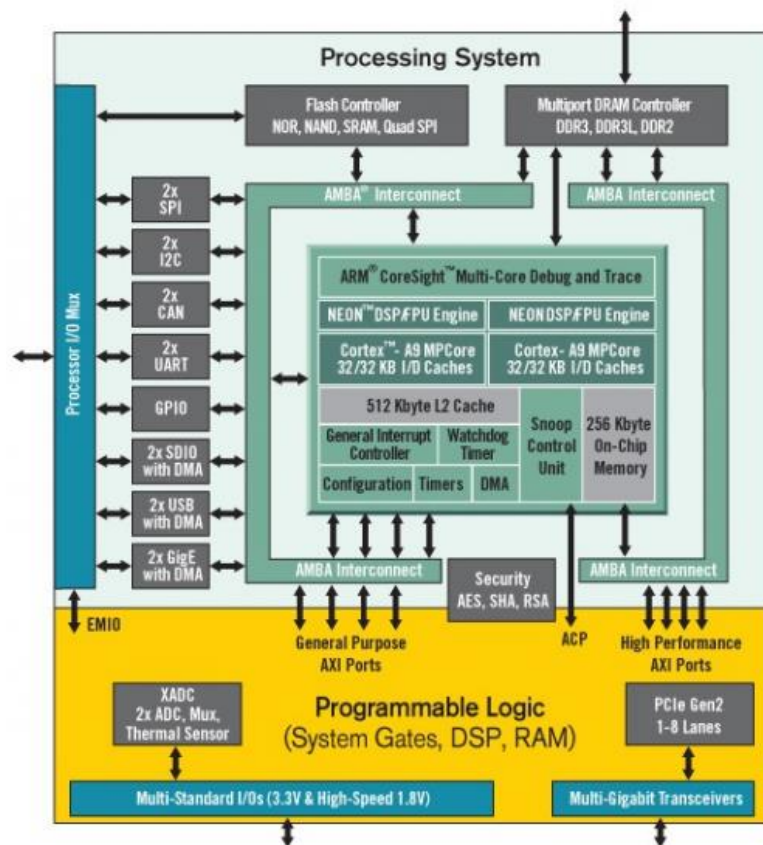 Processing System
Flash Controller
NOR, NAND, SRAM, Quad SPI
Multiport DRAM Controller
DDR3, DDR3L, DDR2
AMBA® Interconnect
AMBA Interconnect
Processor I/O Mux
2x
SPI
2x
I2C
2x
CAN
2x
UART
GPIO
2x SDIO
with DMA
2x USB
with DMA
2x GigE
with DMA
ARM® CoreSight™ Multi-Core Debug and Trace
NEON™ DSP/FPU Engine
NEON DSP/FPU Engine
Cortex™- A9 MPCore
32/32 KB I/D Caches
Cortex- A9 MPCore
32/32 KB I/D Caches
512 Kbyte L2 Cache
General Interrupt
Controller
Watchdog
Timer
Configuration
Timers
DMA
Snoop
Control
Unit
256 Kbyte
On-Chip
Memory
AMBA Interconnect
Security
AES, SHA, RSA
AMBA Interconnect
EMIO
General Purpose
AXI Ports
ACP
High Performance
AXI Ports
XADC
2x ADC, Mux,
Thermal Sensor
Programmable Logic
(System Gates, DSP, RAM)
PCIe Gen2
1-8 Lanes
Multi-Standard I/Os (3.3V & High-Speed 1.8V)
Multi-Gigabit Transceivers